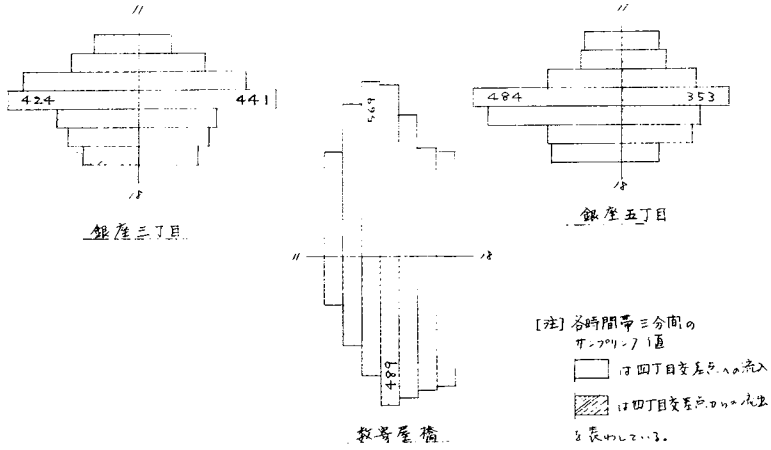 11
424
441
18
銀座三丁目
11
484
353
18
銀座五丁目
569
11
18
489
数寄屋橋
[注]各時間帯三分間の
サンプリング値
は四丁目交差点への流入
は四丁目交差点からの流出
を表わしている。